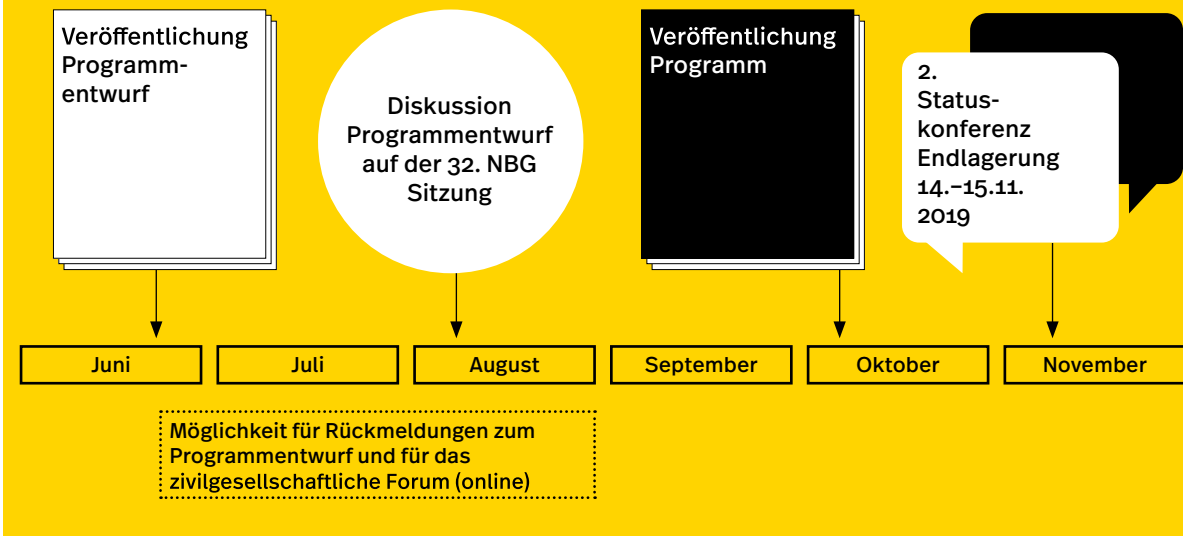 Veröffentlichung
Programm-
entwurf
Diskussion
Programmentwurf
auf der 32. NBG
Sitzung
Veröffentlichung
Programm
2.
Status-
konferenz
Endlagerung
14.–15.11.
2019
Juni
Juli
August
September
Oktober
November
Möglichkeit für Rückmeldungen zum
Programmentwurf und für das
zivilgesellschaftliche Forum (online)